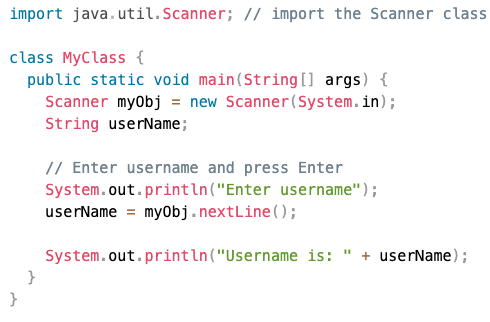 import java.util.Scanner; // import the Scanner class

class MyClass {
  public static void main(String[] args) {
    Scanner myObj = new Scanner(System.in);
    String userName;

    // Enter username and press Enter
    System.out.println("Enter username");
    userName = myObj.nextLine();

    System.out.println("Username is: " + userName);
  }
}